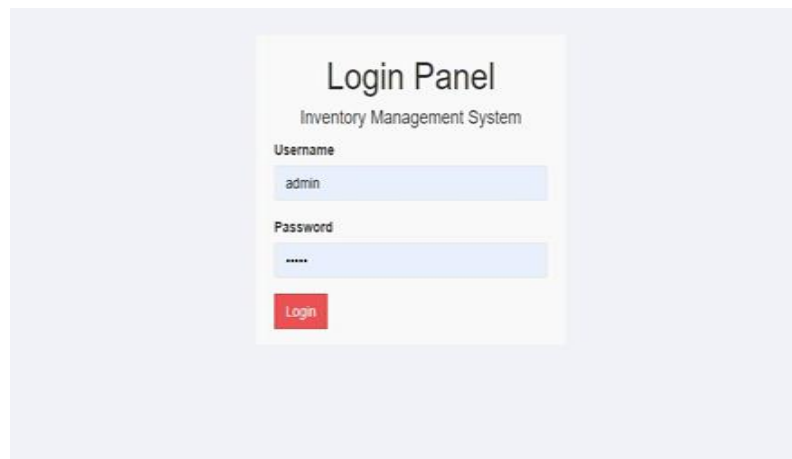 Login Panel
Inventory Management System
Username
admin
Password
•••••
Login